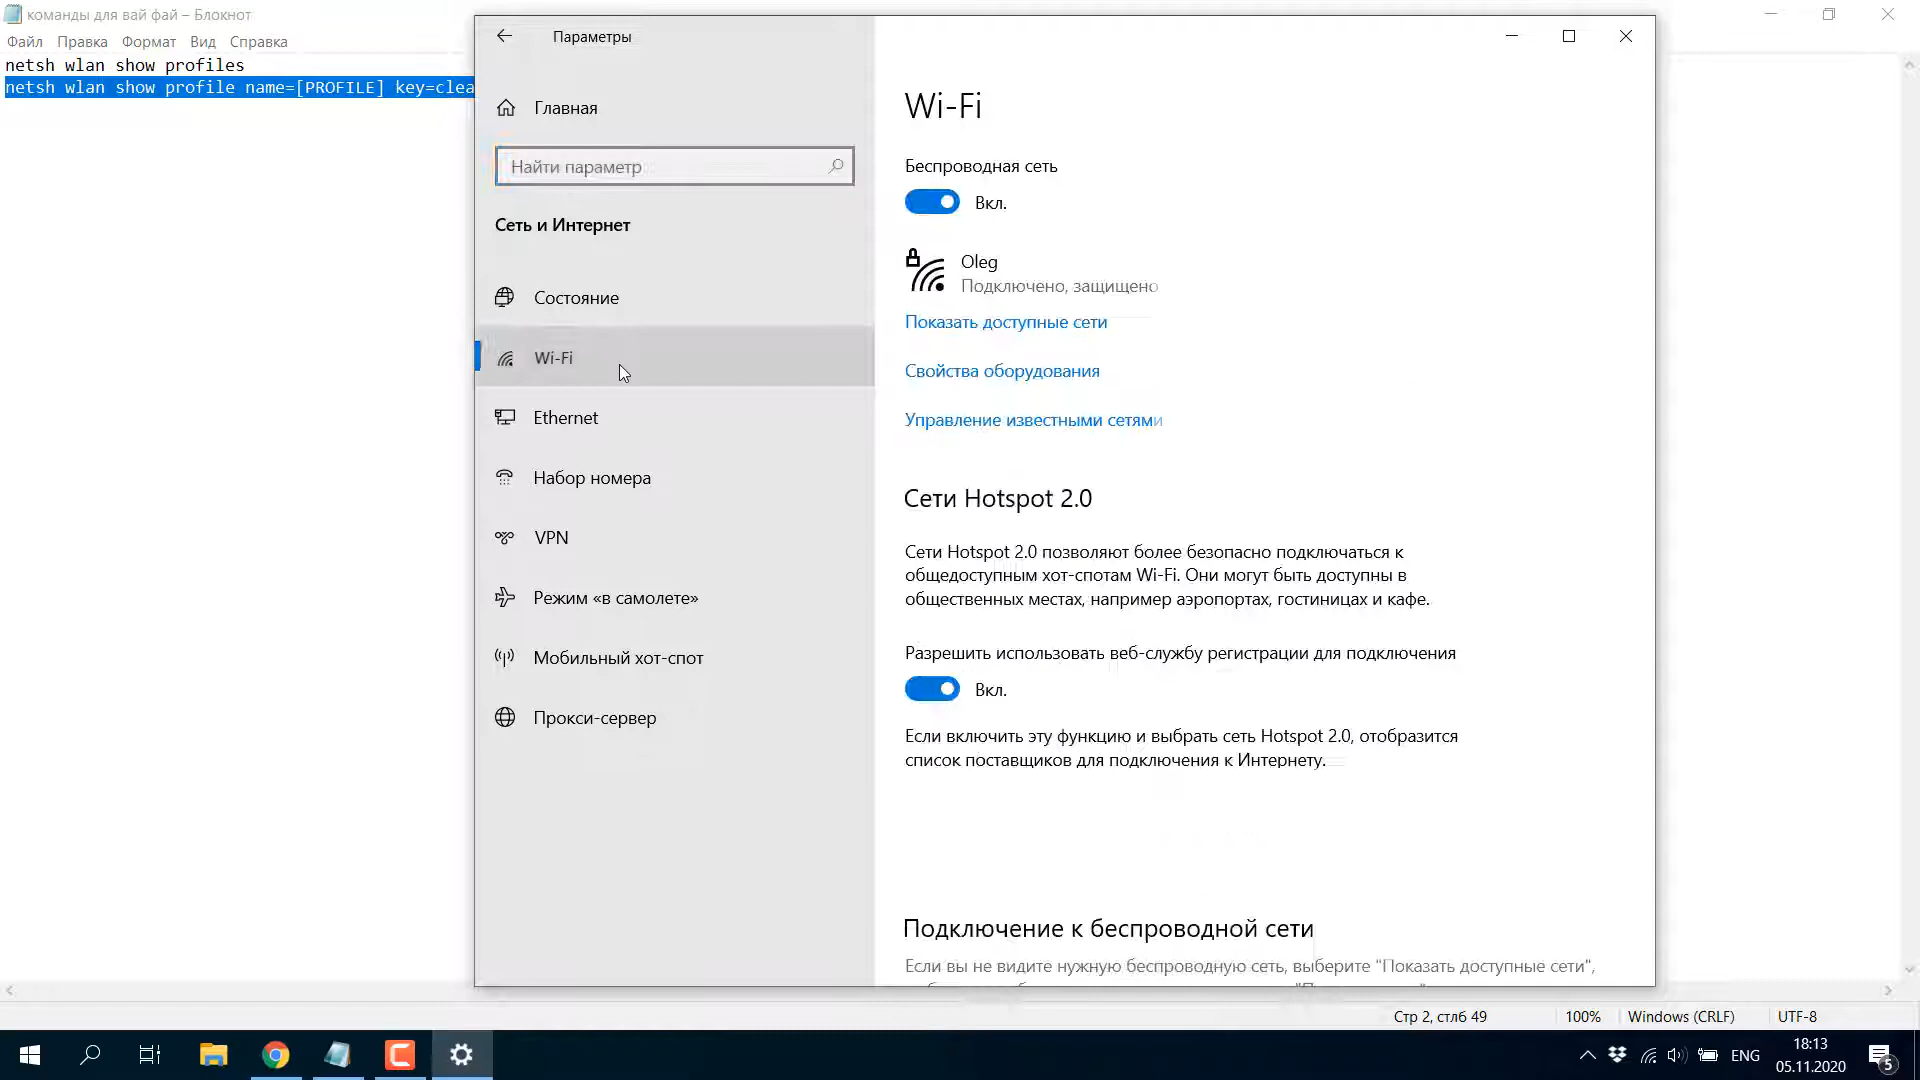 команды для вай фай – Блокнот
Файл Правка Формат Вид Справка
netsh wlan show profiles
netsh wlan show profile name=[PROFILE] key=clea
Параметры
Главная
Найти параметр
Сеть и Интернет
Состояние
Wi-Fi
Ethernet
Набор номера
VPN
Режим «в самолете»
Мобильный хот-спот
Прокси-сервер
Wi-Fi
Беспроводная сеть
Вкл.
Oleg
Подключено, защищено
Показать доступные сети
Свойства оборудования
Управление известными сетями
Сети Hotspot 2.0
Сети Hotspot 2.0 позволяют более безопасно подключаться к
общедоступным хот-спотам Wi-Fi. Они могут быть доступны в
общественных местах, например аэропортах, гостиницах и кафе.
Разрешить использовать веб-службу регистрации для подключения
Вкл.
Если включить эту функцию и выбрать сеть Hotspot 2.0, отобразится
список поставщиков для подключения к Интернету.
Подключение к беспроводной сети
Если вы не видите нужную беспроводную сеть, выберите "Показать доступные сети",
Стр 2, стлб 49 100% Windows (CRLF) UTF-8
ENG
18:13
05.11.2020
5